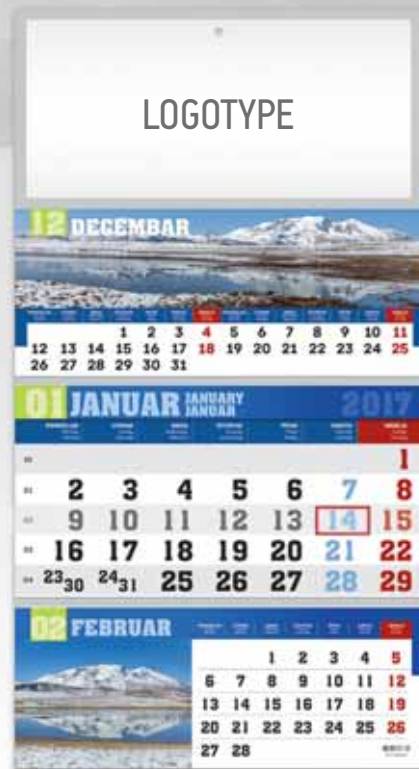 LOGOTYPE
12 DECEMBAR
1 2 3 4 5 6 7 8 9 10 11
12 13 14 15 16 17 18 19 20 21 22 23 24 25
26 27 28 29 30 31
01 JANUAR JANUARY JANUAR 2017
1
2 3 4 5 6 7 8
9 10 11 12 13 14 15
16 17 18 19 20 21 22
23 30 24 31 25 26 27 28 29
02 FEBRUAR
1 2 3 4 5
6 7 8 9 10 11 12
13 14 15 16 17 18 19
20 21 22 23 24 25 26
27 28